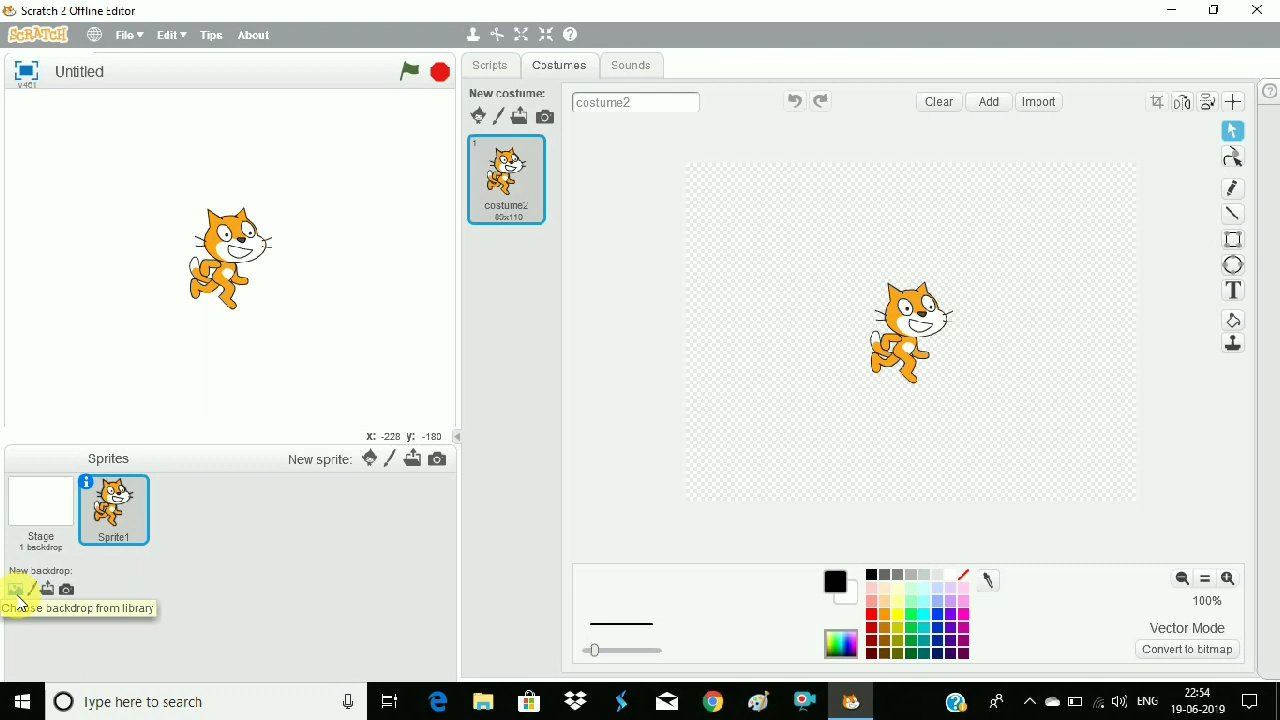 Scratch 2 Offline Editor
SCRATCH File Edit Tips About
v461
Untitled
Scripts Costumes Sounds
New costume:
costume2
Clear Add Import
1
costume2
89x110
x: -228 y: -180
Sprites New sprite:
Stage
1 backdrop
Sprite1
New backdrop:
Choose backdrop from library
100%
Vector Mode
Convert to bitmap
Type here to search
ENG
22:54
19-06-2019